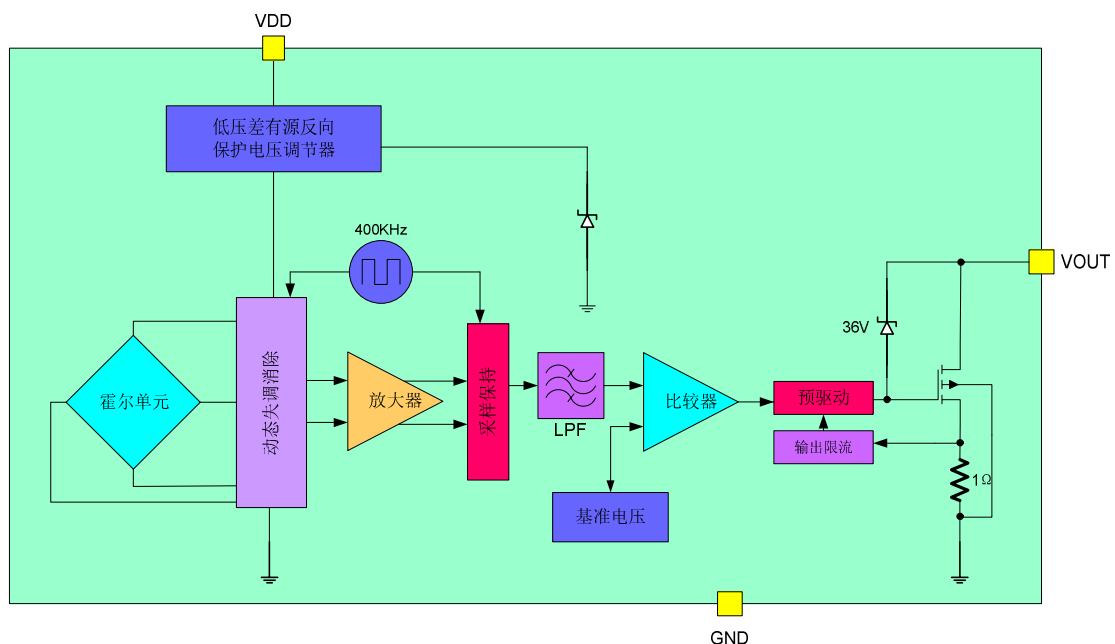 VDD
低压差有源反向
保护电压调节器
400KHz
VOUT
36V
霍尔单元
动态失调消除
放大器
采样保持
LPF
比较器
预驱动
输出限流
1Ω
基准电压
GND